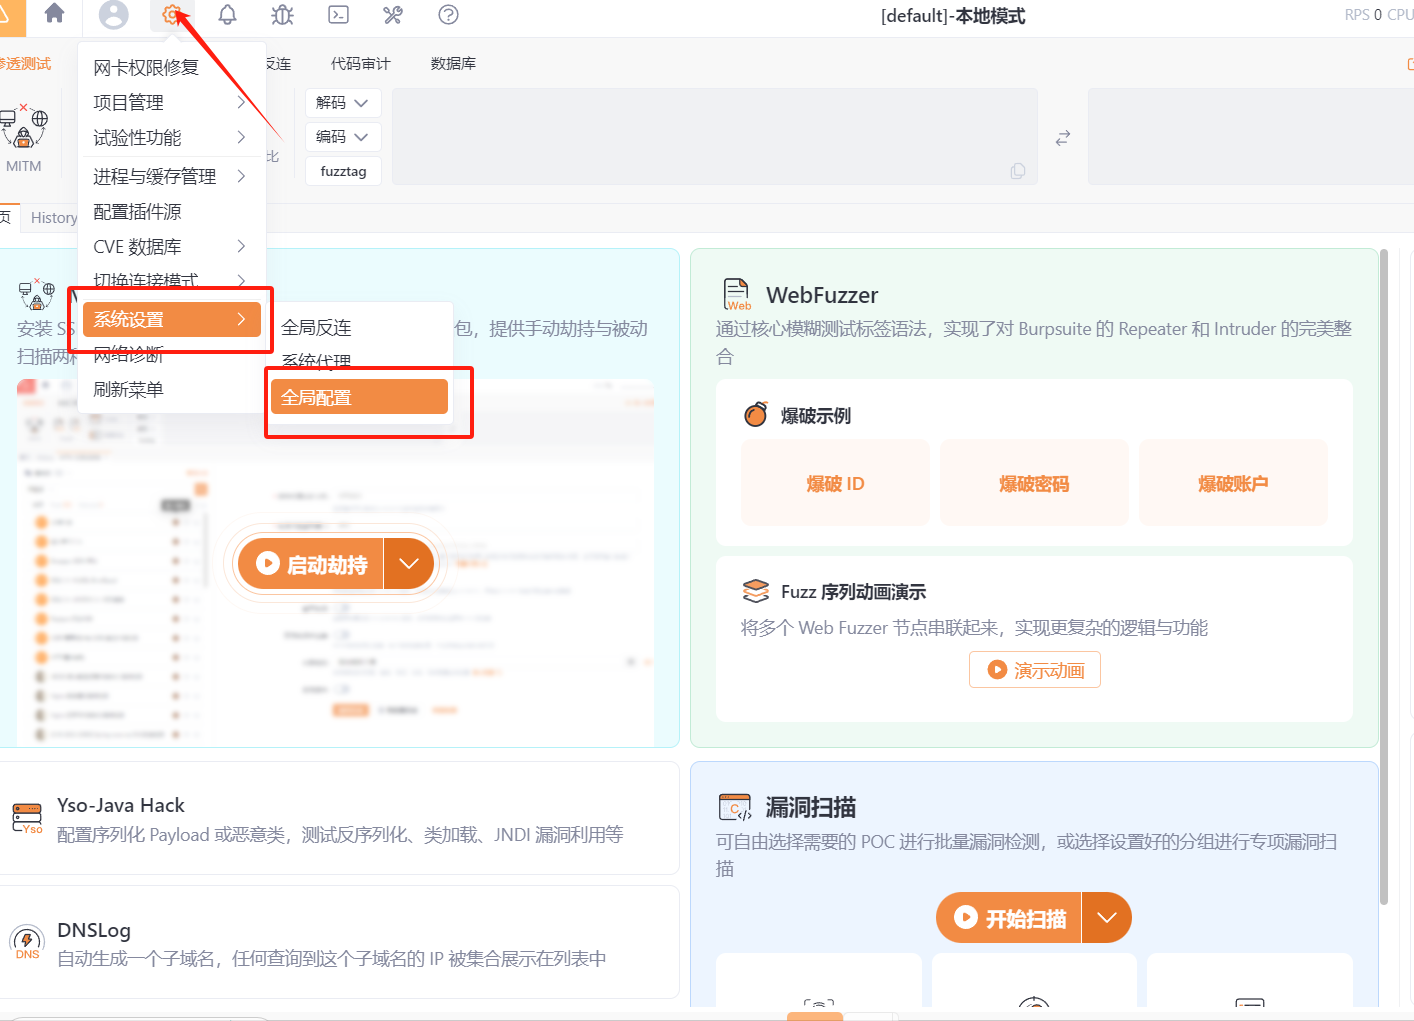 [default]-本地模式
RPS 0 CPU
渗透测试
反连
代码审计
数据库
网卡权限修复
项目管理
试验性功能
进程与缓存管理
配置插件源
CVE 数据库
切换连接模式
系统设置
网络诊断
刷新菜单
全局反连
系统代理
全局配置
MITM
比
解码
编码
fuzztag
页
History
安装 SS
包，提供手动劫持与被动
扫描两
启动劫持
WebFuzzer
Web
通过核心模糊测试标签语法，实现了对 Burpsuite 的 Repeater 和 Intruder 的完美整
合
爆破示例
爆破 ID
爆破密码
爆破账户
Fuzz 序列动画演示
将多个 Web Fuzzer 节点串联起来，实现更复杂的逻辑与功能
演示动画
Yso-Java Hack
Yso
配置序列化 Payload 或恶意类，测试反序列化、类加载、JNDI 漏洞利用等
DNSLog
DNS
自动生成一个子域名，任何查询到这个子域名的 IP 被集合展示在列表中
漏洞扫描
可自由选择需要的 POC 进行批量漏洞检测，或选择设置好的分组进行专项漏洞扫
描
开始扫描